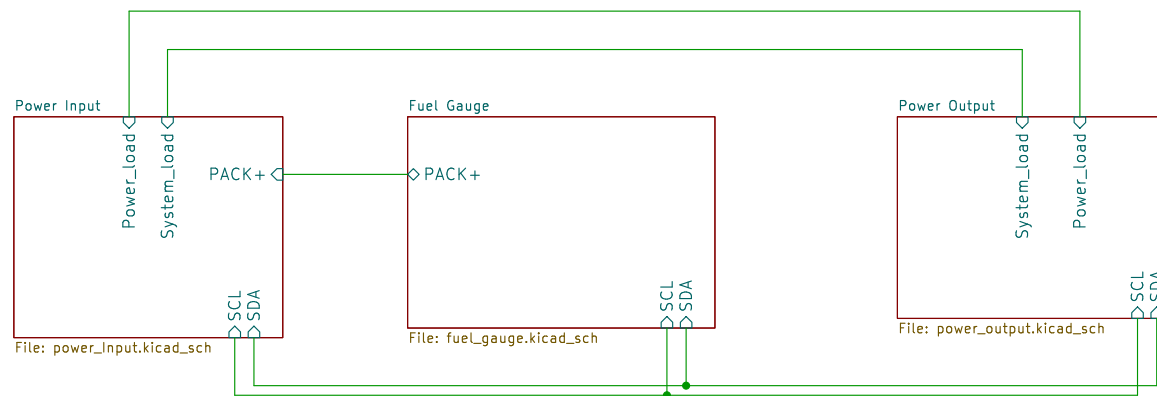 Power Input
Fuel Gauge
Power Output
Power_load
System_load
PACK+
PACK+
System_load
Power_load
SCL
SDA
SCL
SDA
SCL
SDA
File: power_Input.kicad_sch
File: fuel_gauge.kicad_sch
File: power_output.kicad_sch